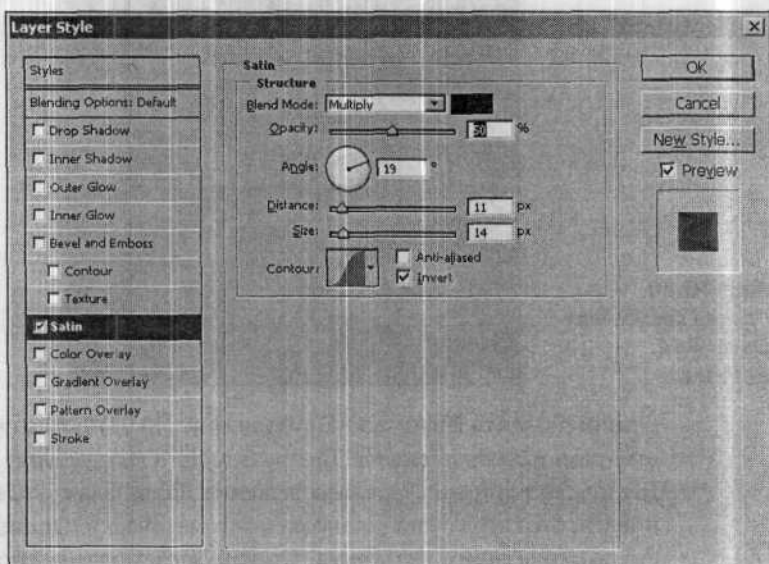 Layer Style
Styles
Blending Options: Default
Drop Shadow
Inner Shadow
Outer Glow
Inner Glow
Bevel and Emboss
Contour
Texture
Satin
Color Overlay
Gradient Overlay
Pattern Overlay
Stroke
Satin
Structure
Blend Mode: Multiply
Opacity: 50 %
Angle: 19 °
Distance: 11 px
Size: 14 px
Contour: Anti-aliased
Invert
OK
Cancel
New Style...
Preview